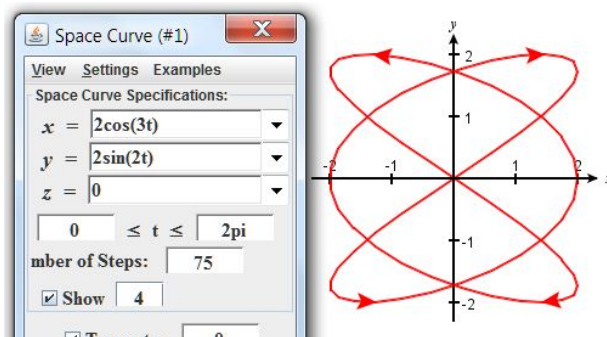 Space Curve (#1)
X
View Settings Examples
Space Curve Specifications:
x = 2cos(3t)
y = 2sin(2t)
z = 0
0 ≤ t ≤ 2pi
mber of Steps: 75
Show 4
y
2
1
-2 -1 1 2
-1
-2